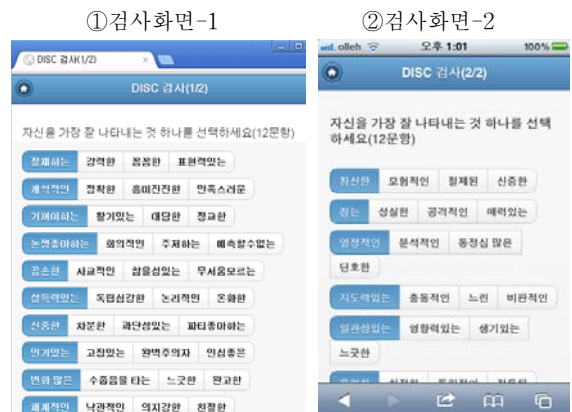 ①검사화면-1
②검사화면-2
DISC 검사(1/2)
DISC 검사(1/2)
자신을 가장 잘 나타내는 것 하나를 선택하세요(12문항)
절제하는 강력한 꼼꼼한 표현력있는
개척적인 정확한 흥미진진한 만족스러운
기꺼이하는 활기있는 대담한 정교한
논쟁좋아하는 회의적인 주저하는 예측할수없는
공손한 사교적인 참을성있는 무서움모르는
설득력있는 독립심강한 논리적인 온화한
신중한 차분한 과단성있는 파티좋아하는
인기있는 고집있는 완벽주의자 인심좋은
변화 많은 수줍음을 타는 느긋한 완고한
체계적인 낙관적인 의지강한 친절한
olleh 오후 1:01 100%
DISC 검사(2/2)
자신을 가장 잘 나타내는 것 하나를 선택
하세요(12문항)
참신한 모험적인 절제된 신중한
참는 성실한 공격적인 매력있는
열정적인 분석적인 동정심 많은
단호한
지도력있는 충동적인 느린 비판적인
일관성있는 영향력있는 생기있는
느긋한